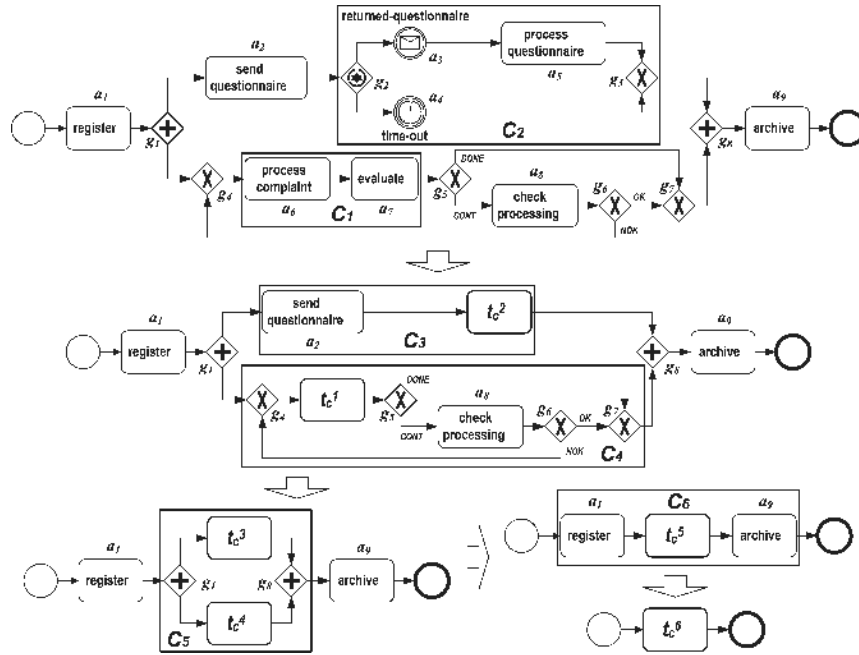 returned-questionnaire
a2
send questionnaire
process questionnaire
a3
a5
g2
g3
a4
time-out
C2
a1
register
g1
a9
archive
g8
process complaint
evaluate
a6
a7
C1
g4
g5
DONE
CONT
a8
check processing
g6
OK
NOK
g7
a1
register
g1
send questionnaire
a2
C3
tc2
a9
archive
g8
g4
tc1
g5
DONE
CONT
a8
check processing
g6
OK
NOK
g7
C4
a1
register
g1
tc3
tc4
g8
C5
a9
archive
C6
a1
register
tc5
a9
archive
tc6